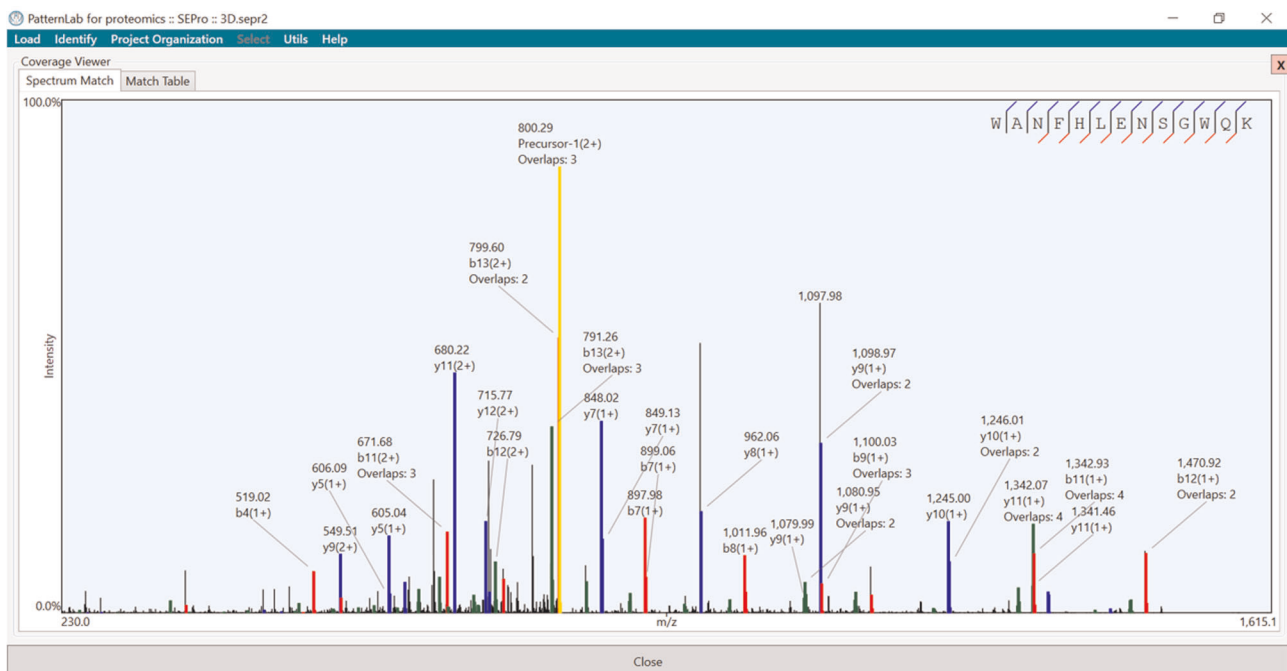 PatternLab for proteomics :: SEPro :: 3D.sepr2
Load Identify Project Organization Select Utils Help
Coverage Viewer
X
Spectrum Match Match Table
100.0%
WANFHLENSGWQK
800.29
Precursor-1(2+)
Overlaps: 3
799.60
b13(2+)
Overlaps: 2
1,097.98
791.26
b13(2+)
Overlaps: 3
680.22
y11(2+)
1,098.97
y9(1+)
Overlaps: 2
715.77
y12(2+)
848.02
y7(1+)
849.13
y7(1+)
726.79
b12(2+)
671.68
b11(2+)
Overlaps: 3
899.06
b7(1+)
962.06
y8(1+)
1,246.01
y10(1+)
Overlaps: 2
1,100.03
b9(1+)
Overlaps: 3
1,342.93
b11(1+)
Overlaps: 4
1,470.92
b12(1+)
Overlaps: 2
606.09
y5(1+)
519.02
b4(1+)
549.51
y9(2+)
605.04
y5(1+)
897.98
b7(1+)
1,080.95
y9(1+)
Overlaps: 2
1,342.07
y11(1+)
Overlaps: 4
1,245.00
y10(1+)
1,341.46
y11(1+)
1,011.96
b8(1+)
1,079.99
y9(1+)
Intensity
0.0%
230.0
m/z
1,615.1
Close